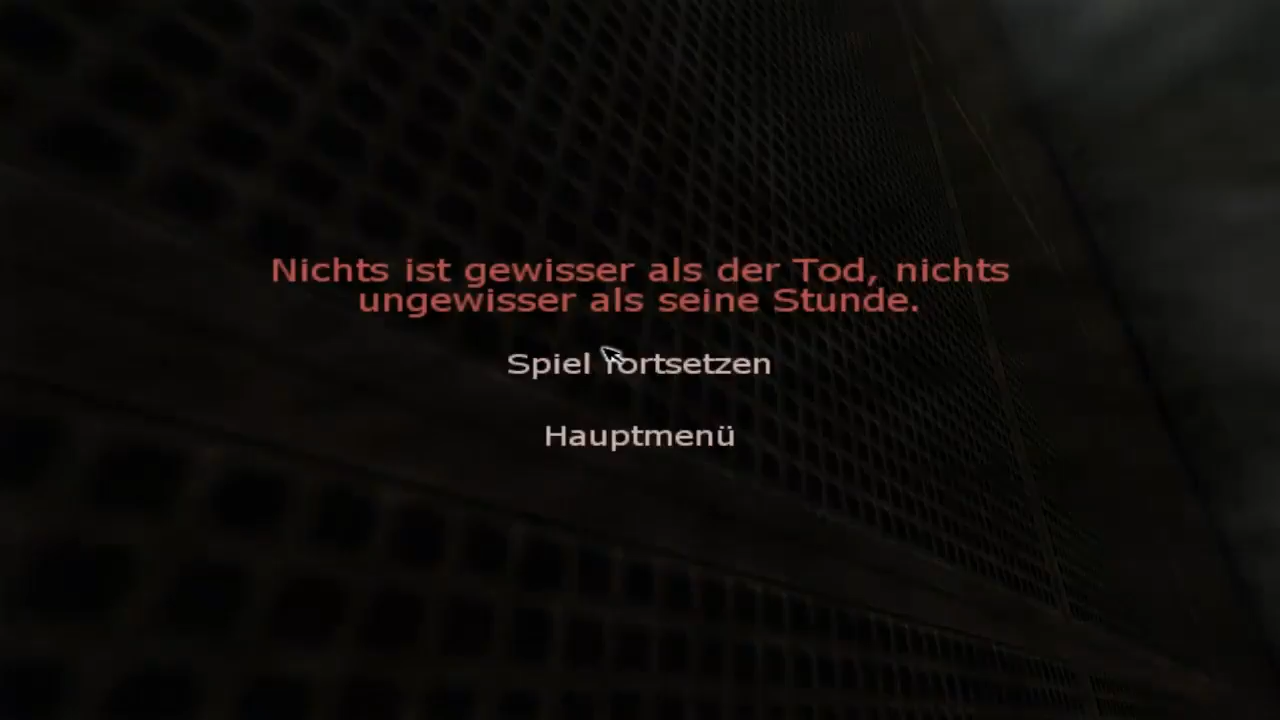 Nichts ist gewisser als der Tod, nichts
ungewisser als seine Stunde.
Spiel fortsetzen
Hauptmenü